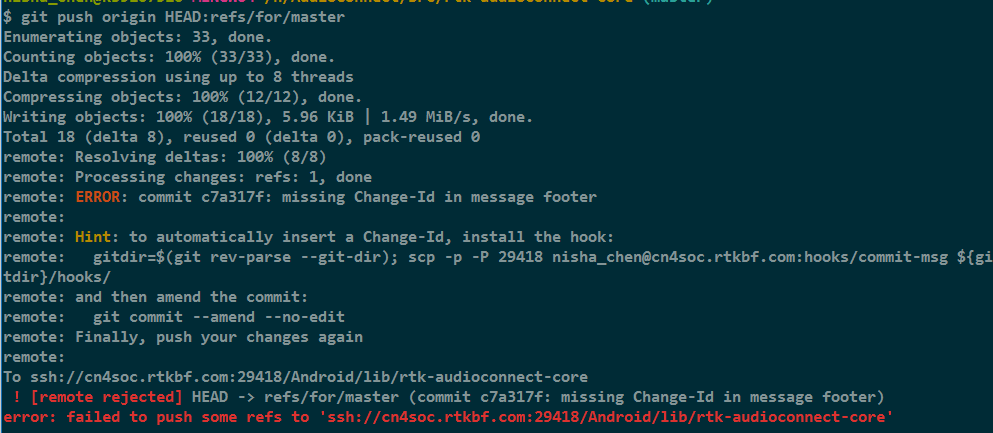 $ git push origin HEAD:refs/for/master
Enumerating objects: 33, done.
Counting objects: 100% (33/33), done.
Delta compression using up to 8 threads
Compressing objects: 100% (12/12), done.
Writing objects: 100% (18/18), 5.96 KiB | 1.49 MiB/s, done.
Total 18 (delta 8), reused 0 (delta 0), pack-reused 0
remote: Resolving deltas: 100% (8/8)
remote: Processing changes: refs: 1, done
remote: ERROR: commit c7a317f: missing Change-Id in message footer
remote:
remote: Hint: to automatically insert a Change-Id, install the hook:
remote:   gitdir=$(git rev-parse --git-dir); scp -p -P 29418 nisha_chen@cn4soc.rtkbf.com:hooks/commit-msg ${gi
tdir}/hooks/
remote: and then amend the commit:
remote:   git commit --amend --no-edit
remote: Finally, push your changes again
remote:
To ssh://cn4soc.rtkbf.com:29418/Android/lib/rtk-audioconnect-core
 ! [remote rejected] HEAD -> refs/for/master (commit c7a317f: missing Change-Id in message footer)
error: failed to push some refs to 'ssh://cn4soc.rtkbf.com:29418/Android/lib/rtk-audioconnect-core'